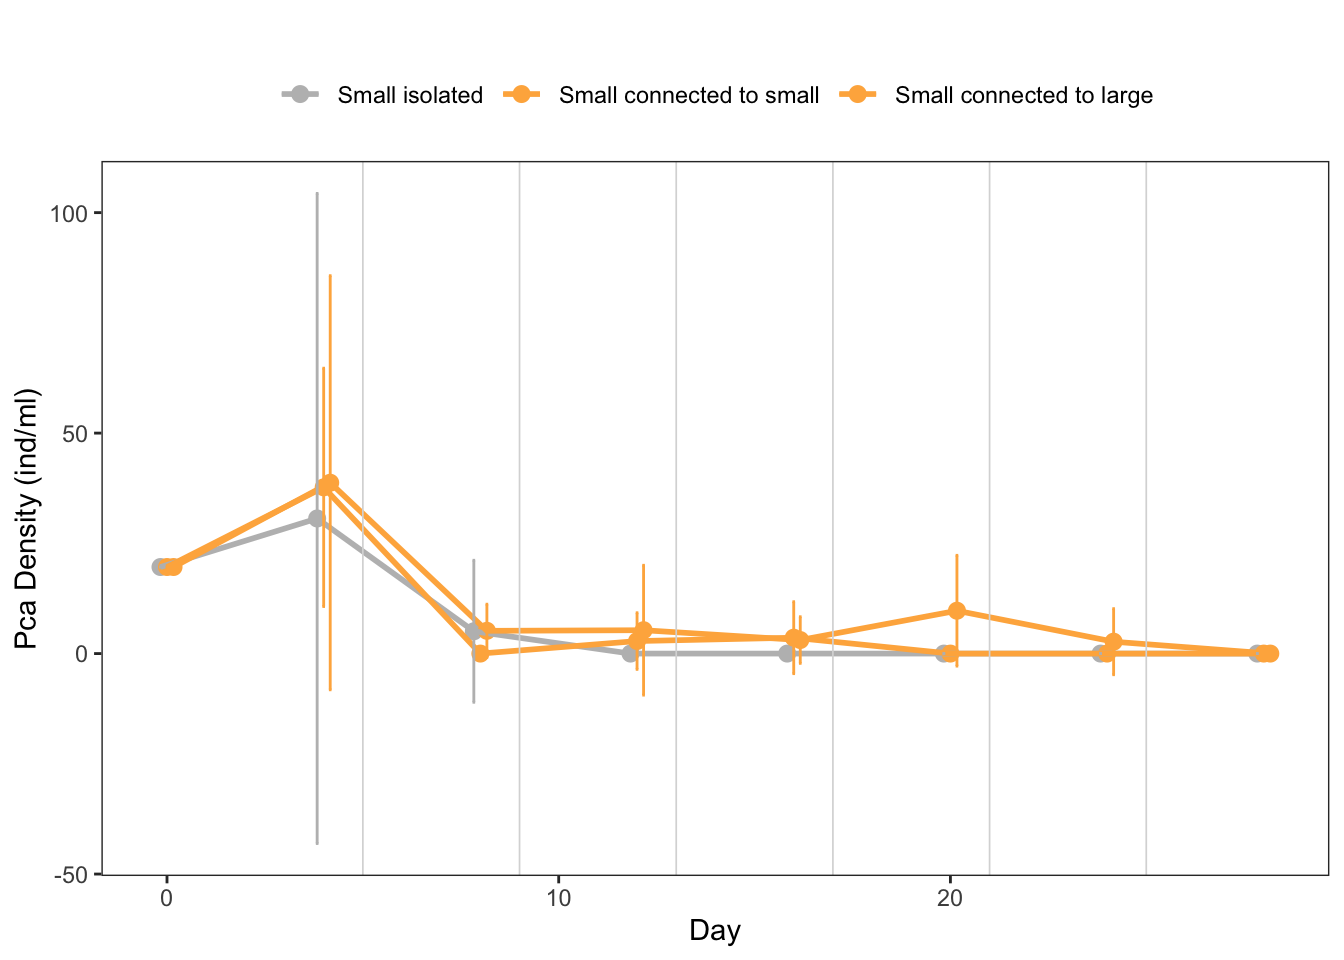 Small isolated Small connected to small Small connected to large
Pca Density (ind/ml)
100
50
0
-50
0 10 20
Day